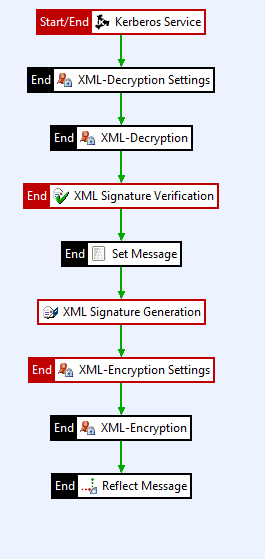 Start/End Kerberos Service
End XML-Decryption Settings
End XML-Decryption
End XML Signature Verification
End Set Message
XML Signature Generation
End XML-Encryption Settings
End XML-Encryption
End Reflect Message